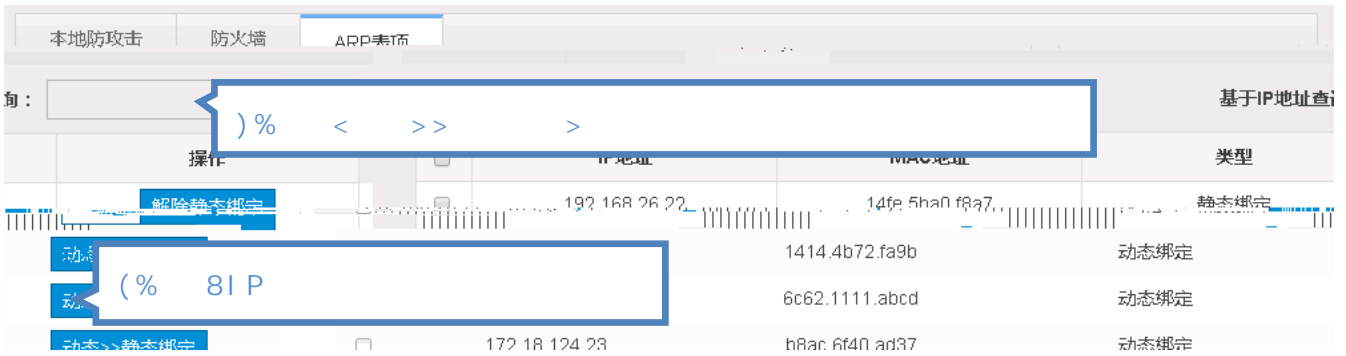 本地防攻击 防火墙 ARP表项
询： 基于IP地址查
)% < >> >
操作 IP地址 MAC地址 类型
解除静态绑定 192.168.26.22 14fe.5ba0.f8a7 静态绑定
1414.4b72.fa9b 动态绑定
(% 8IP
6c62.1111.abcd 动态绑定
动态>>静态绑定 172.18.124.23 b8ac.6f40.ad37 动态绑定